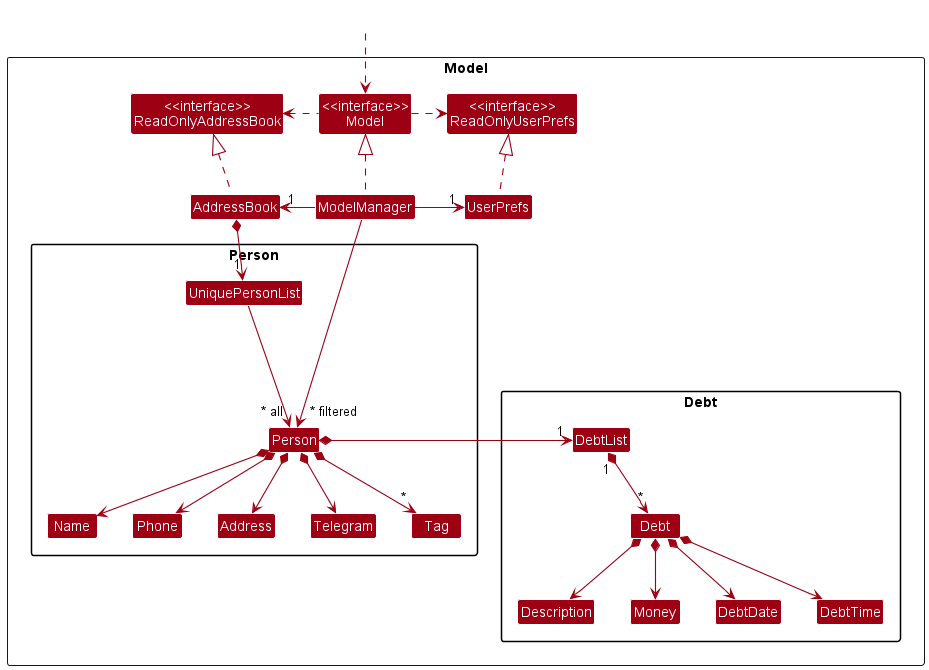 Model
<<interface>>
ReadOnlyAddressBook
<<interface>>
Model
<<interface>>
ReadOnlyUserPrefs
AddressBook
1
ModelManager
1
UserPrefs
Person
1
UniquePersonList
* all
* filtered
Debt
Person
1
DebtList
1
*
*
Name
Phone
Address
Telegram
Tag
Debt
Description
Money
DebtDate
DebtTime